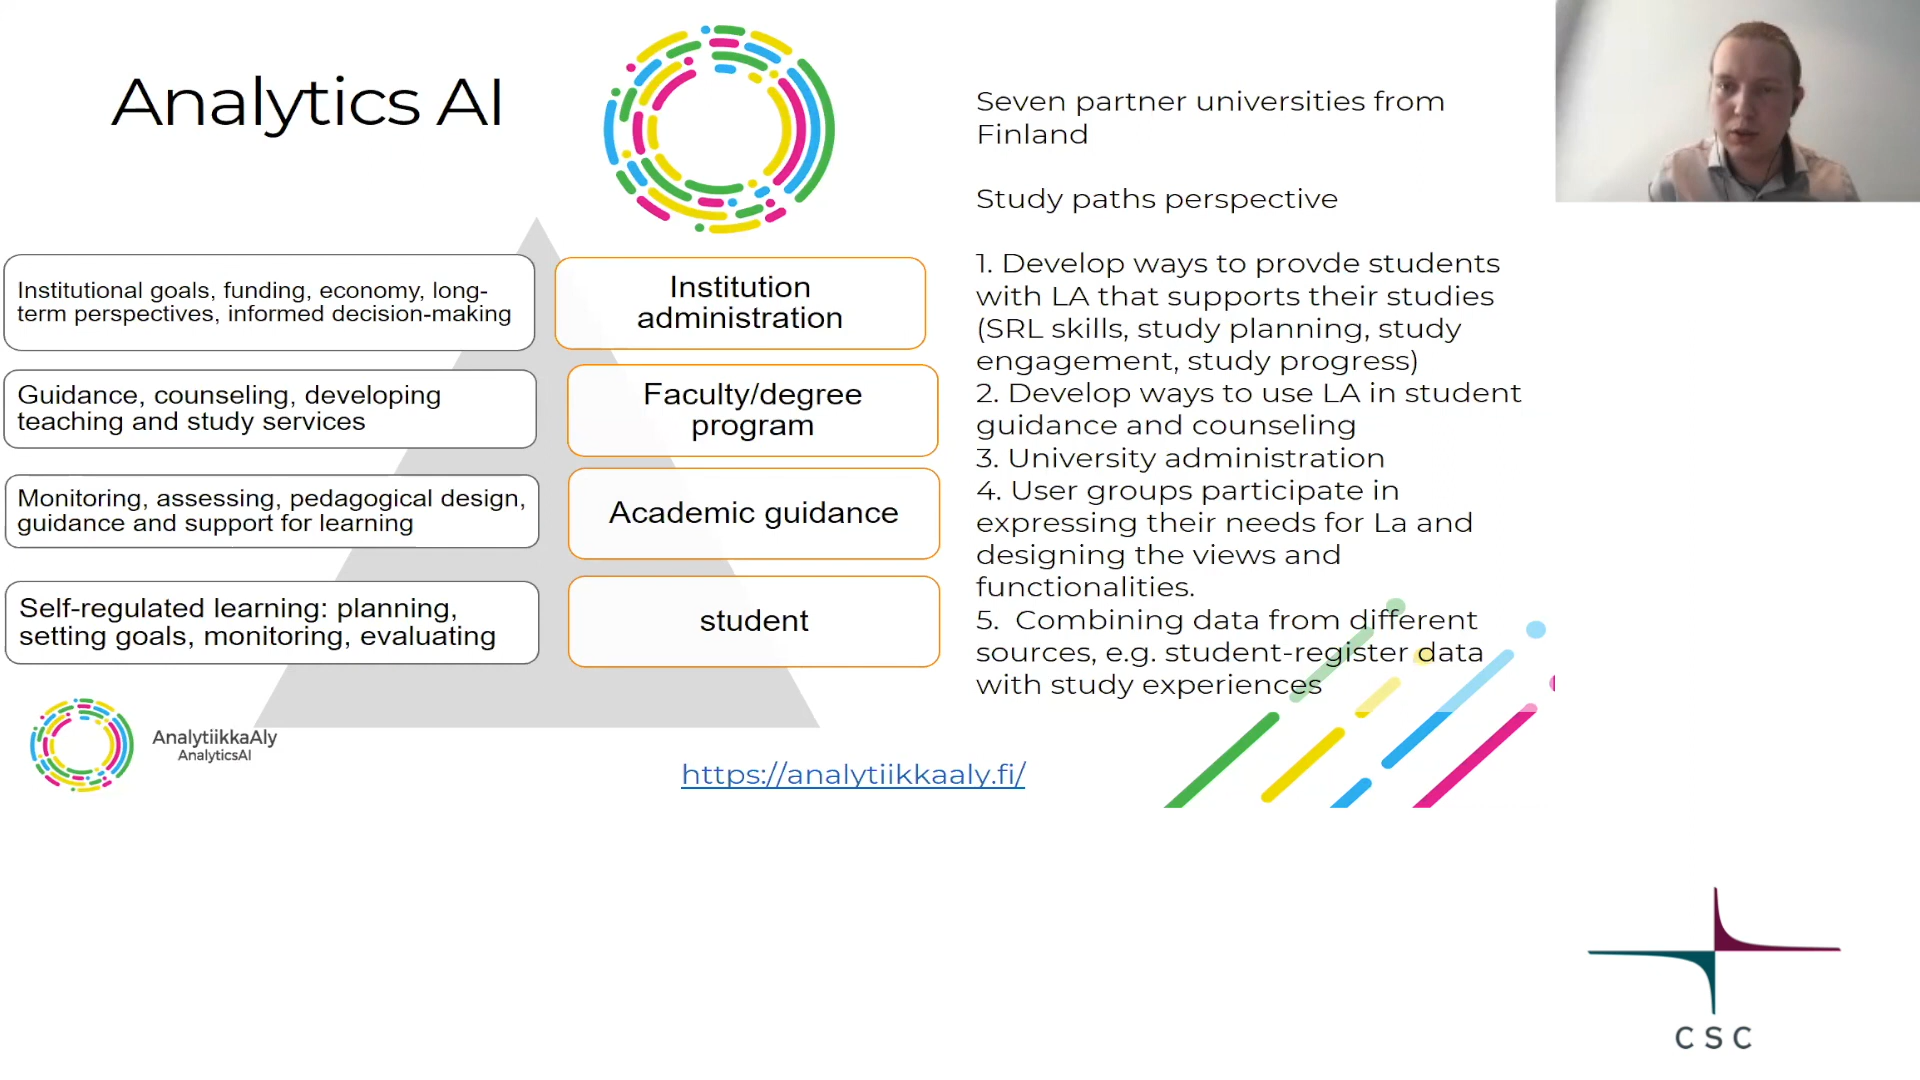 Analytics AI
Institutional goals, funding, economy, long-
term perspectives, informed decision-making
Institution
administration
Guidance, counseling, developing
teaching and study services
Faculty/degree
program
Monitoring, assessing, pedagogical design,
guidance and support for learning
Academic guidance
Self-regulated learning: planning,
setting goals, monitoring, evaluating
student
AnalytiikkaAly
AnalyticsAI
https://analytiikkaaly.fi/
Seven partner universities from
Finland
Study paths perspective
1. Develop ways to provde students
with LA that supports their studies
(SRL skills, study planning, study
engagement, study progress)
2. Develop ways to use LA in student
guidance and counseling
3. University administration
4. User groups participate in
expressing their needs for La and
designing the views and
functionalities.
5.  Combining data from different
sources, e.g. student-register data
with study experiences
CSC